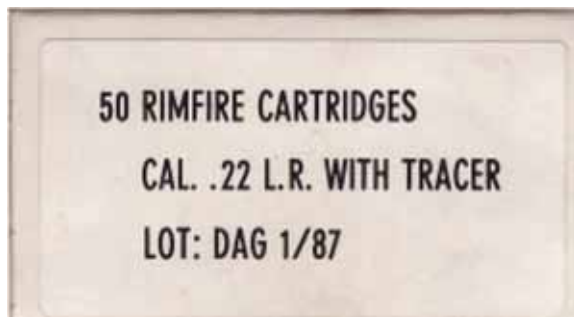 50 RIMFIRE CARTRIDGES
CAL. .22 L.R. WITH TRACER
LOT: DAG 1/87